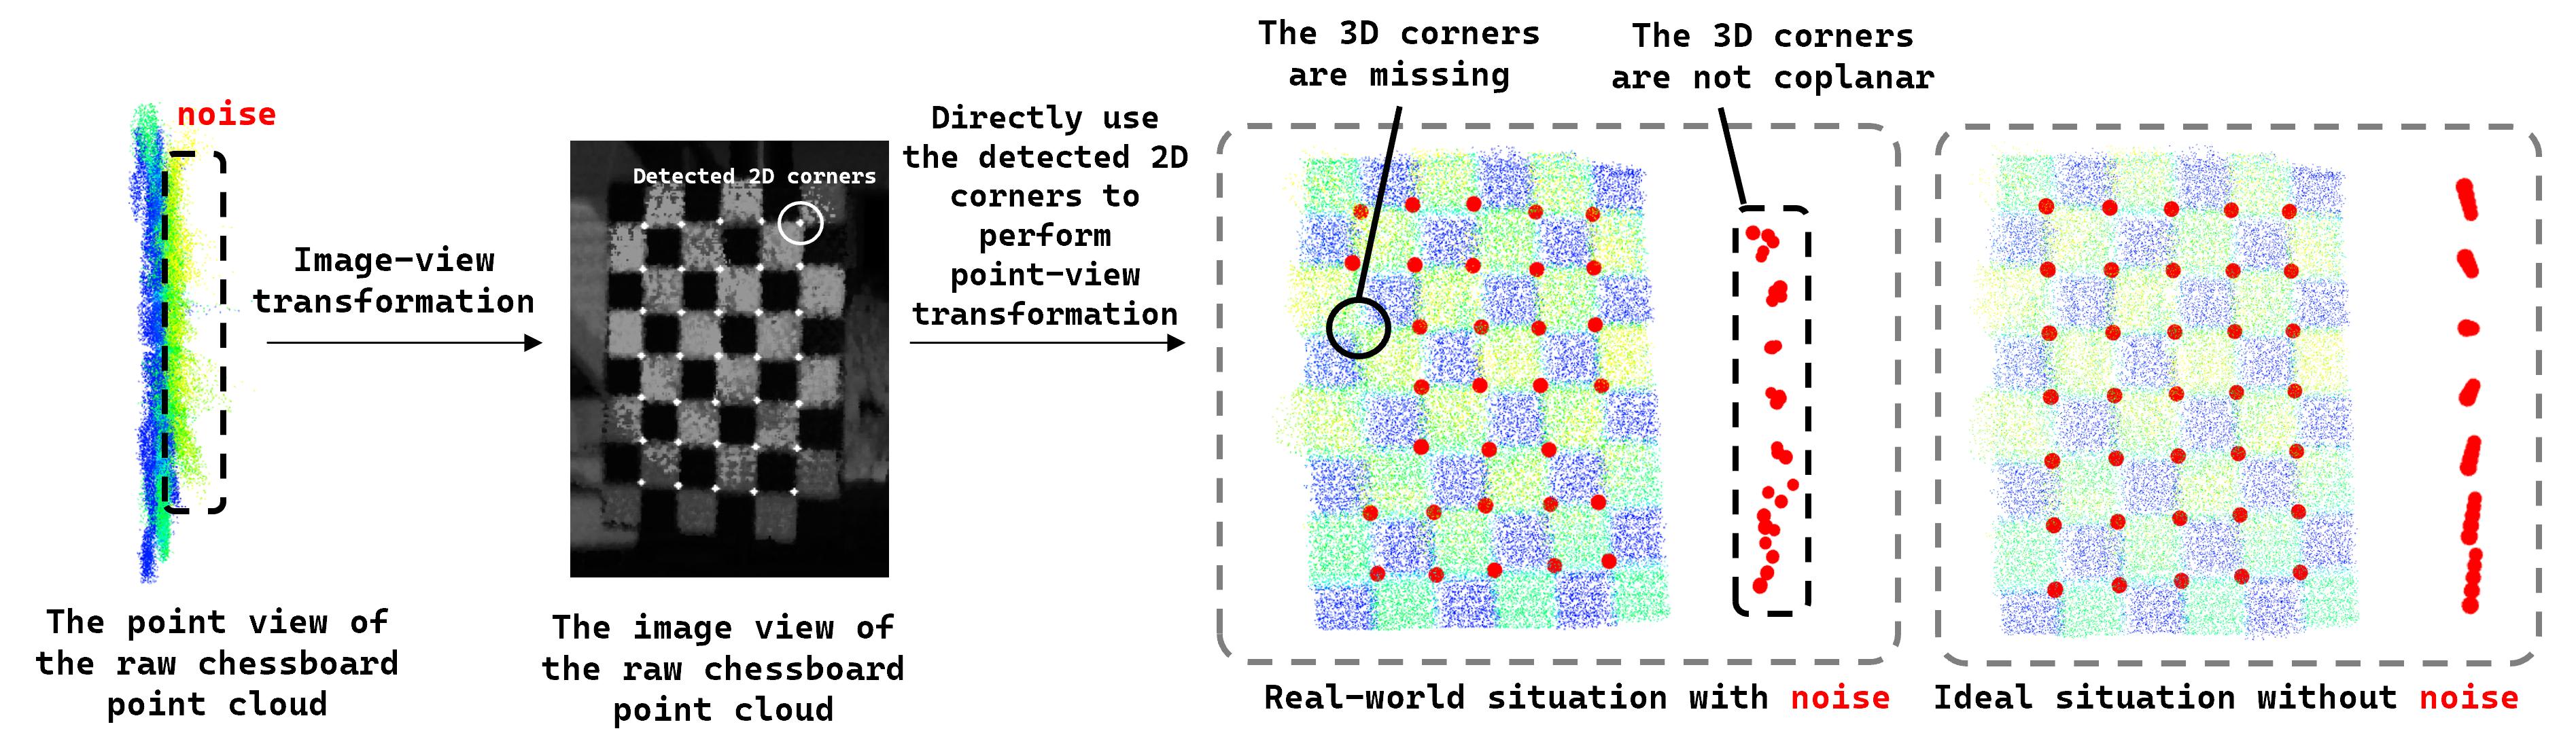 noise
The point view of
the raw chessboard
point cloud
Image-view
transformation
Detected 2D corners
The image view of
the raw chessboard
point cloud
Directly use
the detected 2D
corners to
perform
point-view
transformation
The 3D corners
are missing
The 3D corners
are not coplanar
Real-world situation with noise
Ideal situation without noise